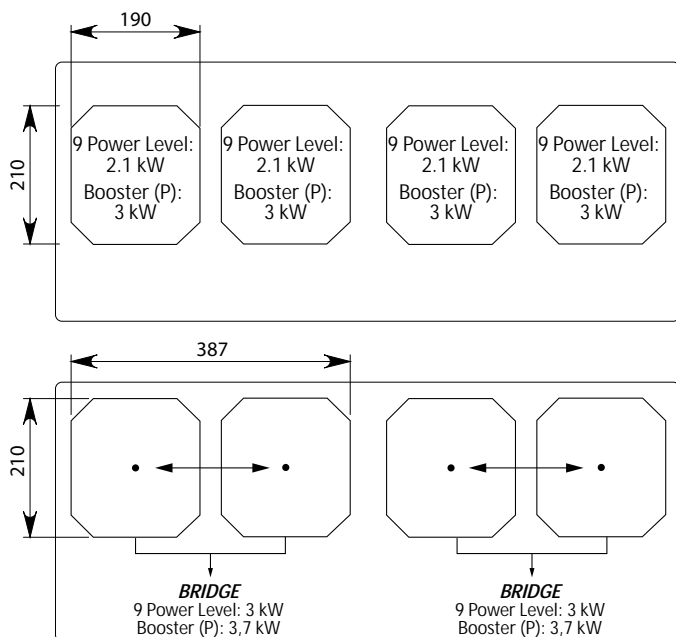 190
210
9 Power Level:
2.1 kW
Booster (P):
3 kW
9 Power Level:
2.1 kW
Booster (P):
3 kW
9 Power Level:
2.1 kW
Booster (P):
3 kW
9 Power Level:
2.1 kW
Booster (P):
3 kW
387
210
BRIDGE
9 Power Level: 3 kW
Booster (P): 3,7 kW
BRIDGE
9 Power Level: 3 kW
Booster (P): 3,7 kW